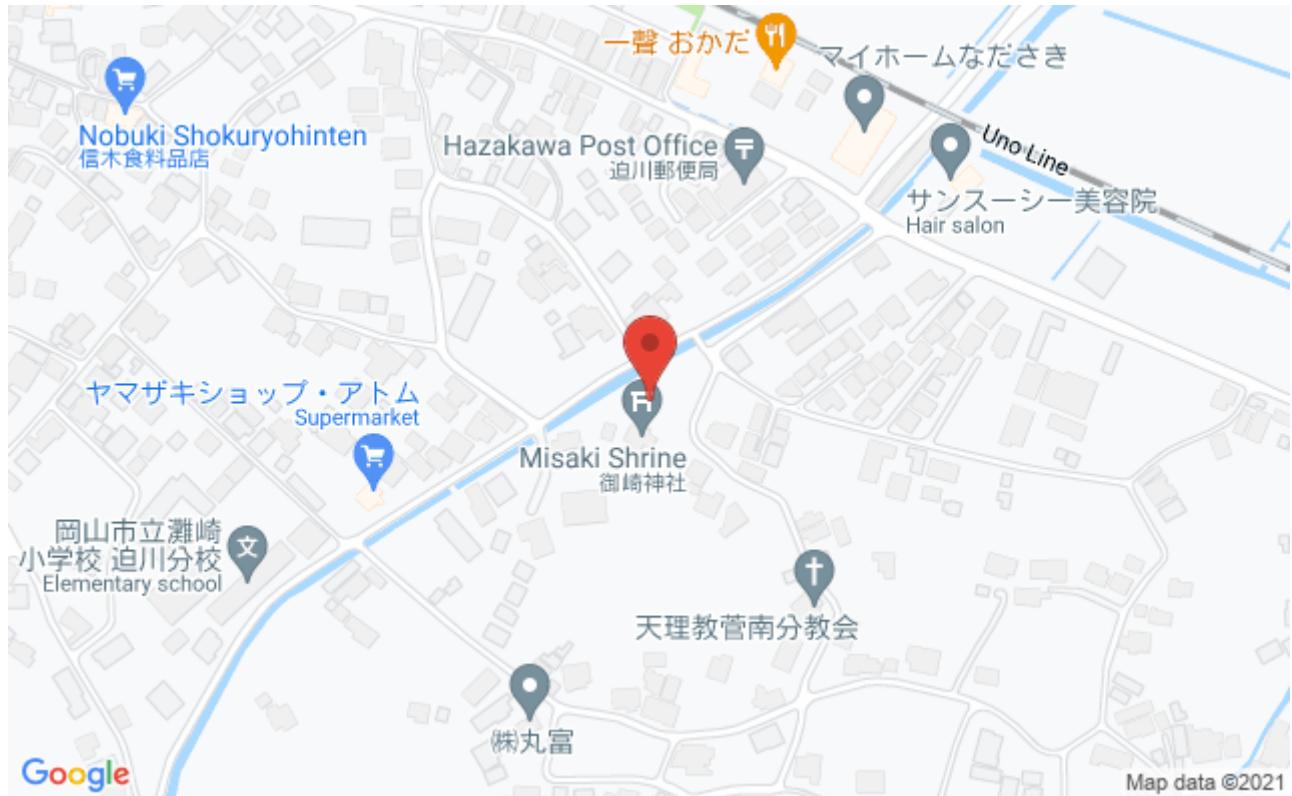 一聲 おかだ
マイホームなださき
Nobuki Shokuryohinten
信木食料品店
Hazakawa Post Office
迫川郵便局
Uno Line
サンスーシー美容院
Hair salon
ヤマザキショップ・アトム
Supermarket
Misaki Shrine
御崎神社
岡山市立灘崎
小学校 迫川分校
Elementary school
天理教菅南分教会
㈱丸富
Google
Map data ©2021